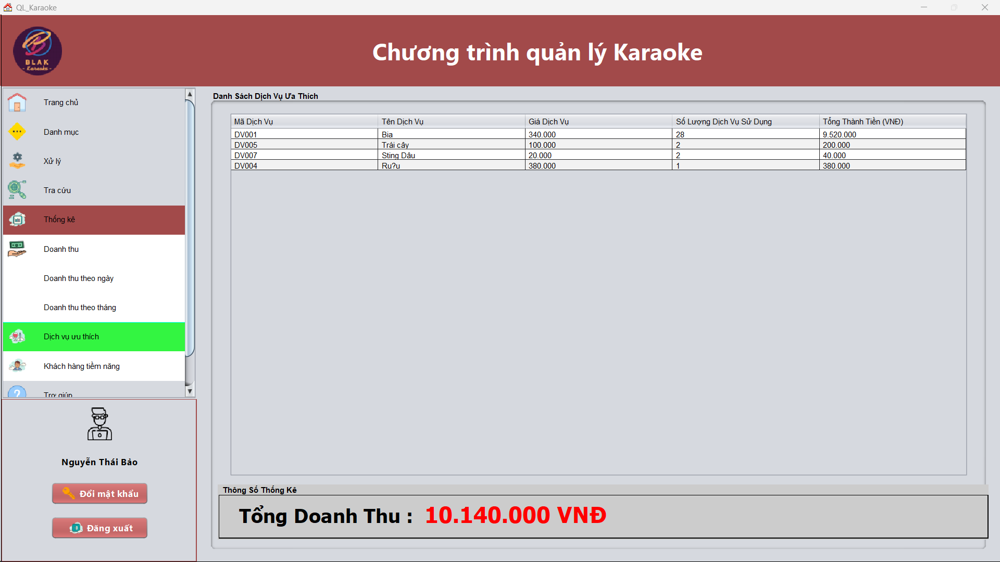 QL_Karaoke
BLAK
- Karaoke -
Chương trình quản lý Karaoke
Trang chủ
Danh mục
Xử lý
Tra cứu
Thống kê
Doanh thu
Doanh thu theo ngày
Doanh thu theo tháng
Dịch vụ ưu thích
Khách hàng tiềm năng
Trợ giúp
Nguyễn Thái Bảo
Đổi mật khẩu
Đăng xuất
Danh Sách Dịch Vụ Ưa Thích
Mã Dịch Vụ Tên Dịch Vụ Giá Dịch Vụ Số Lượng Dịch Vụ Sử Dụng Tổng Thành Tiền (VNĐ)
DV001 Bia 340.000 28 9.520.000
DV005 Trái cây 100.000 2 200.000
DV007 Sting Dâu 20.000 2 40.000
DV004 Ru?u 380.000 1 380.000
Thông Số Thống Kê
Tổng Doanh Thu : 10.140.000 VNĐ